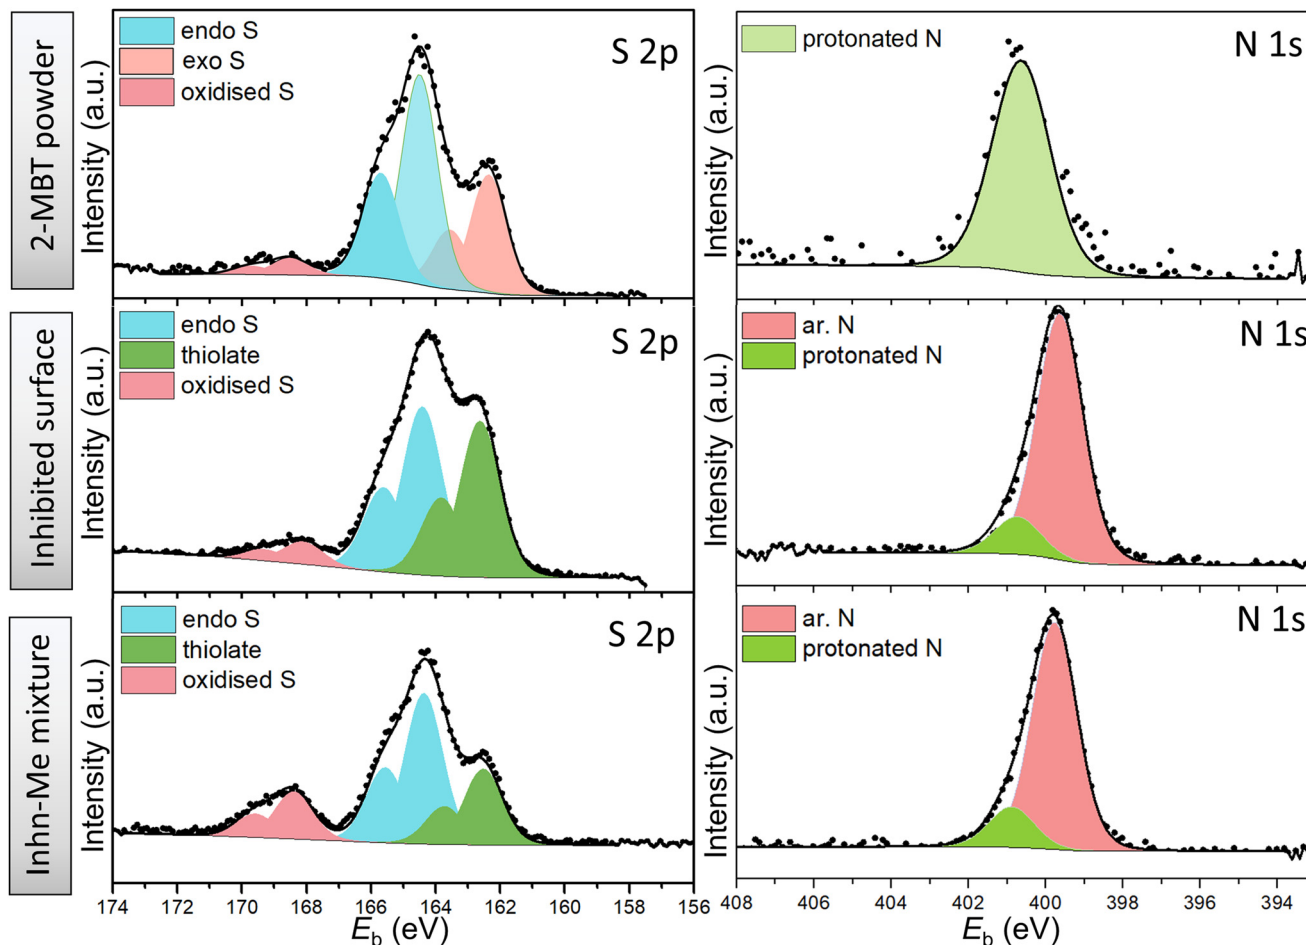 2-MBT powder
Intensity (a.u.)
endo S
exo S
oxidised S
S 2p
Intensity (a.u.)
protonated N
N 1s
Inhibited surface
Intensity (a.u.)
endo S
thiolate
oxidised S
S 2p
Intensity (a.u.)
ar. N
protonated N
N 1s
Inhn-Me mixture
Intensity (a.u.)
endo S
thiolate
oxidised S
S 2p
Intensity (a.u.)
ar. N
protonated N
N 1s
174 172 170 168 166 164 162 160 158 156
Eb (eV)
408 406 404 402 400 398 396 394
Eb (eV)